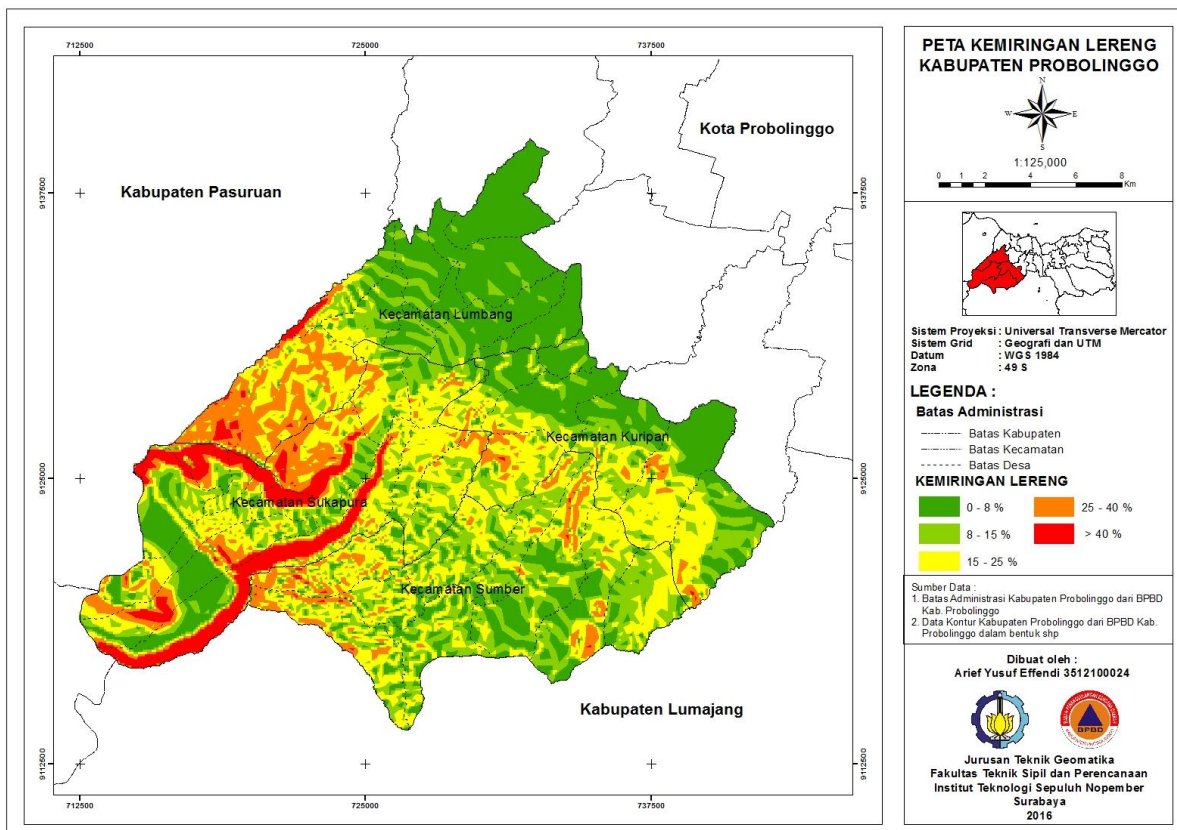 712500
725000
737500
9137500
9125000
9112500
9137500
9125000
9112500
712500
725000
737500
Kota Probolinggo
Kabupaten Pasuruan
Kecamatan Lumbang
Kecamatan Kuripan
Kecamatan Sukapura
Kecamatan Sumber
Kabupaten Lumajang
PETA KEMIRINGAN LERENG
KABUPATEN PROBOLINGGO
N
W
E
S
1:125,000
0 1 2 4 6 8
Km
Sistem Proyeksi : Universal Transverse Mercator
Sistem Grid : Geografi dan UTM
Datum : WGS 1984
Zona : 49 S
LEGENDA :
Batas Administrasi
Batas Kabupaten
Batas Kecamatan
Batas Desa
KEMIRINGAN LERENG
0 - 8 % 25 - 40 %
8 - 15 % > 40 %
15 - 25 %
Sumber Data :
1. Batas Administrasi Kabupaten Probolinggo dari BPBD
Kab. Probolinggo
2. Data Kontur Kabupaten Probolinggo dari BPBD Kab.
Probolinggo dalam bentuk shp
Dibuat oleh :
Arief Yusuf Effendi 3512100024
BPBD
Jurusan Teknik Geomatika
Fakultas Teknik Sipil dan Perencanaan
Institut Teknologi Sepuluh Nopember
Surabaya
2016